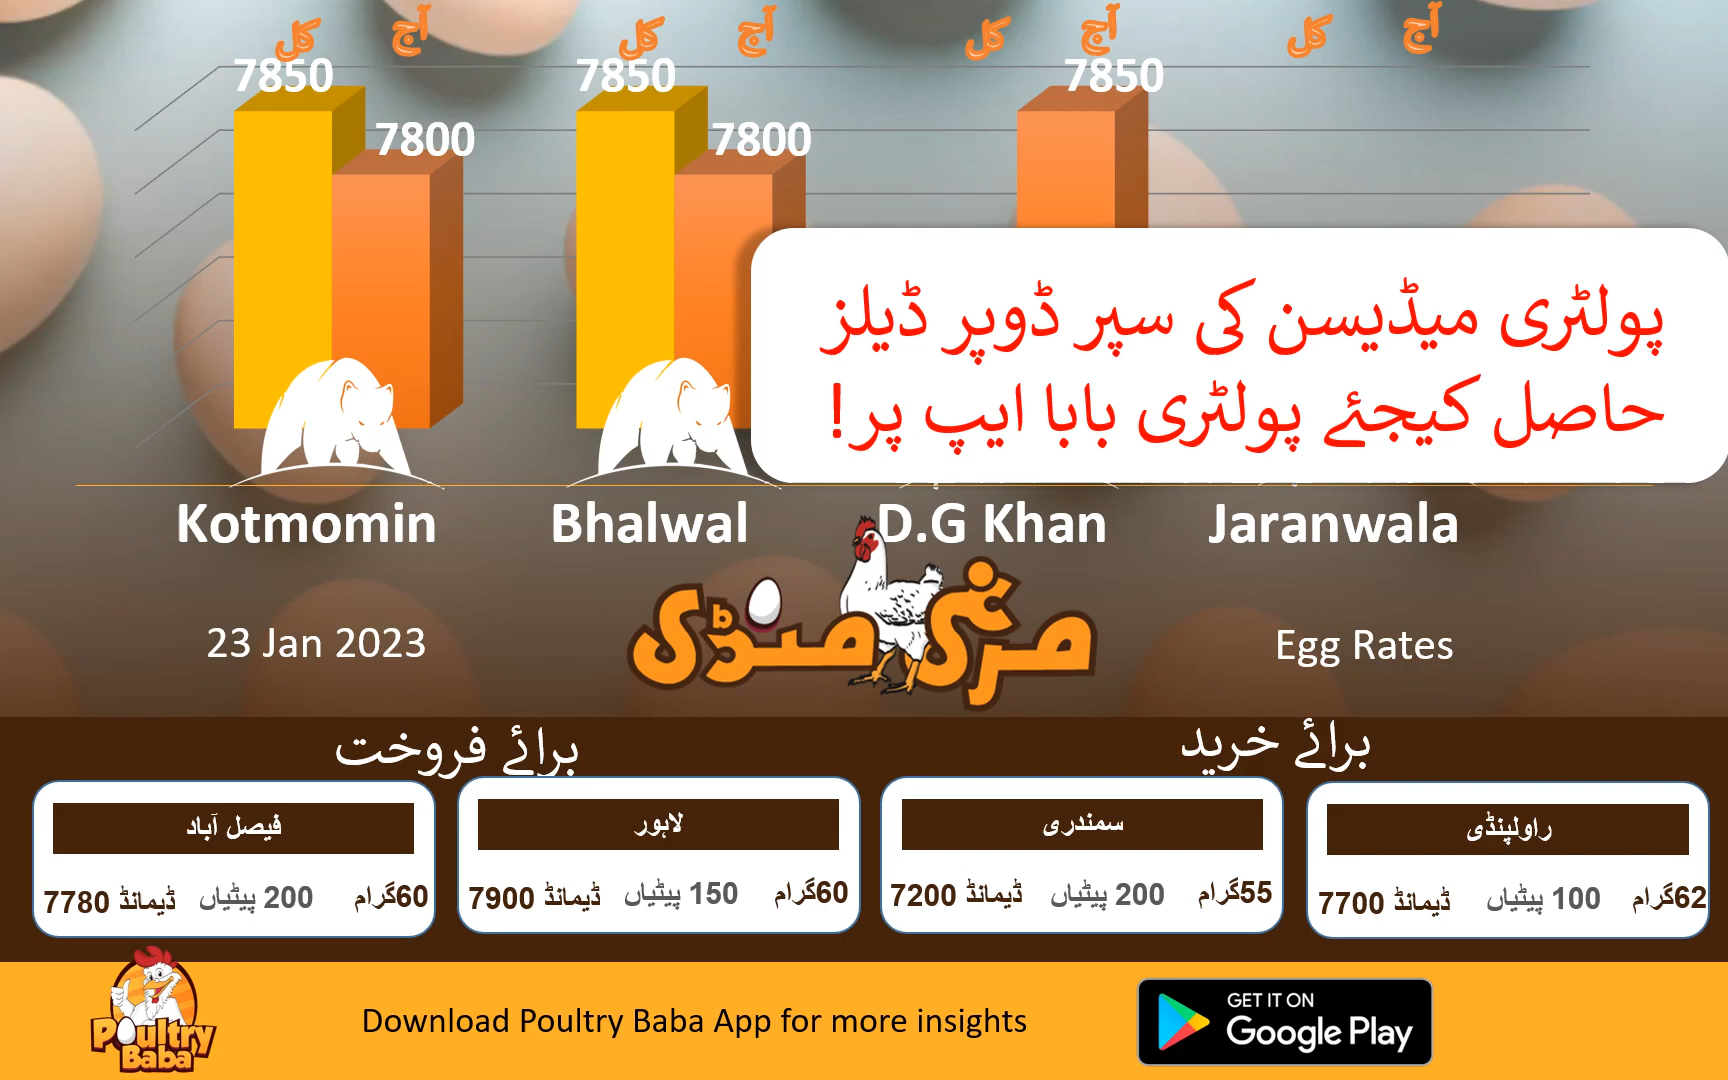 کل آج کل آج کل آج کل آج
7850 7850 7850
7800 7800
پولٹری میڈیسن کی سپر ڈوپر ڈیلز
حاصل کیجئے پولٹری بابا ایپ پر!
Kotmomin Bhalwal D.G Khan Jaranwala
23 Jan 2023
مرغی منڈی
Egg Rates
برائے فروخت
برائے خرید
فیصل آباد
60گرام 200 پیٹیاں ڈیمانڈ 7780
لاہور
60گرام 150 پیٹیاں ڈیمانڈ 7900
سمندری
55گرام 200 پیٹیاں ڈیمانڈ 7200
راولپنڈی
62گرام 100 پیٹیاں ڈیمانڈ 7700
Poultry
Baba
Download Poultry Baba App for more insights
GET IT ON
Google Play